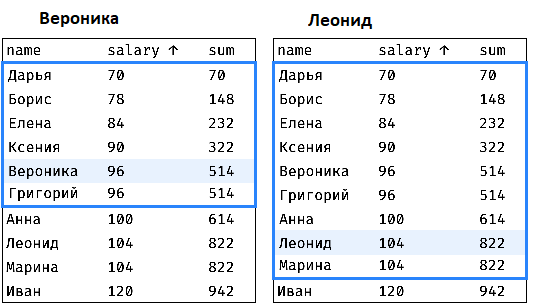 Вероника
name salary ↑ sum
Дарья 70 70
Борис 78 148
Елена 84 232
Ксения 90 322
Вероника 96 514
Григорий 96 514
Анна 100 614
Леонид 104 822
Марина 104 822
Иван 120 942
Леонид
name salary ↑ sum
Дарья 70 70
Борис 78 148
Елена 84 232
Ксения 90 322
Вероника 96 514
Григорий 96 514
Анна 100 614
Леонид 104 822
Марина 104 822
Иван 120 942